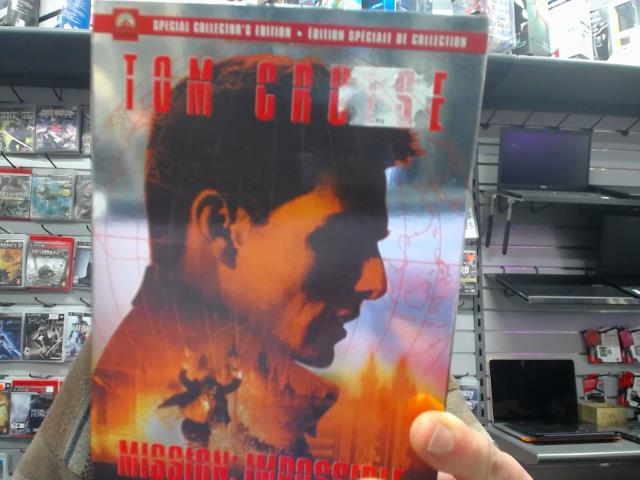 SPECIAL COLLECTOR'S EDITION • ÉDITION SPÉCIALE DE COLLECTION
TOM CRUISE
MISSION: IMPOSSIBLE